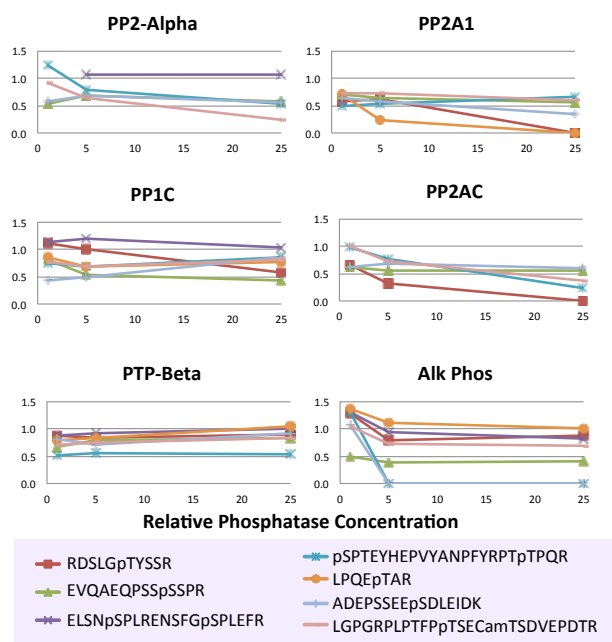 PP2-Alpha
1.5
1.0
0.5
0.0
0 5 10 15 20 25
PP2A1
1.5
1.0
0.5
0.0
0 5 10 15 20 25
PP1C
1.5
1.0
0.5
0.0
0 5 10 15 20 25
PP2AC
1.5
1.0
0.5
0.0
0 5 10 15 20 25
PTP-Beta
1.5
1.0
0.5
0.0
0 5 10 15 20 25
Alk Phos
1.5
1.0
0.5
0.0
0 5 10 15 20 25
Relative Phosphatase Concentration
RDSLGpTYSSR
EVQAEQPSSpSSPR
ELSNpSPLRENSFGpSPLEFR
pSPTEYHEPVYANPFYRPTpTPQR
LPQEpTAR
ADEPSSEEpSDLEIDK
LGPGRPLPTFPpTSECamTSDVEPDTR